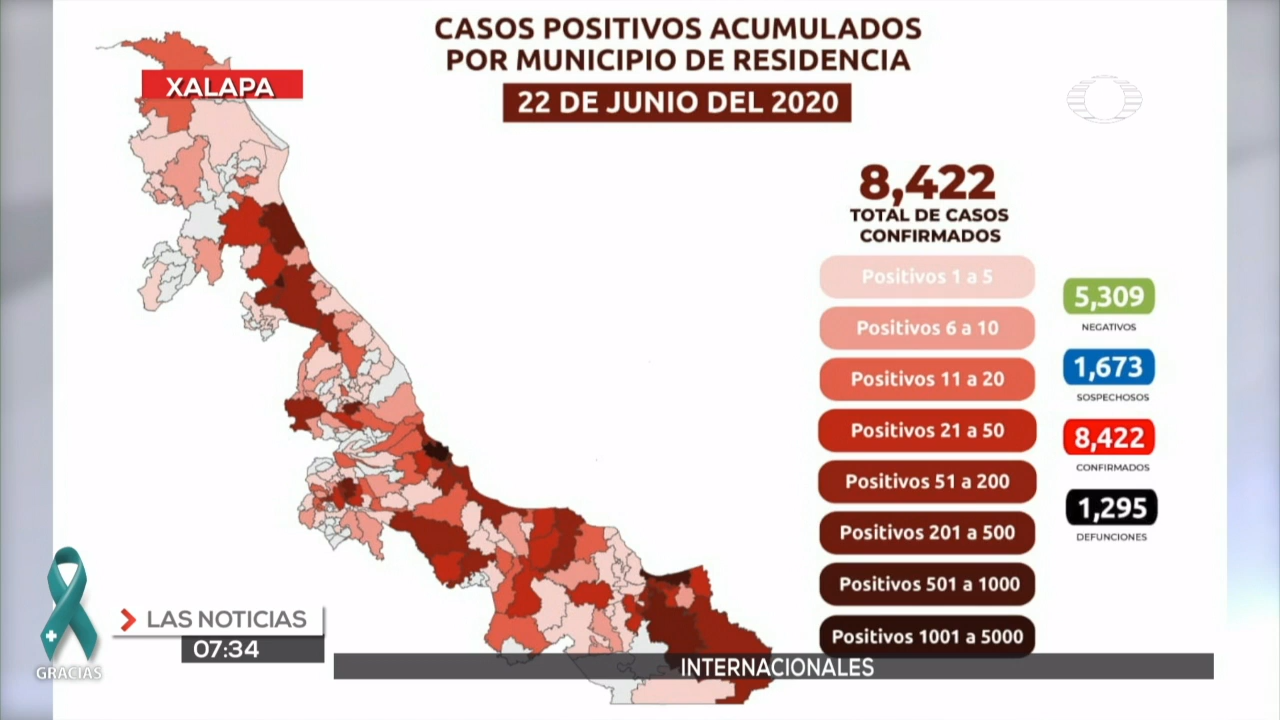 CASOS POSITIVOS ACUMULADOS
POR MUNICIPIO DE RESIDENCIA
22 DE JUNIO DEL 2020
XALAPA
8,422
TOTAL DE CASOS
CONFIRMADOS
Positivos 1 a 5
Positivos 6 a 10
Positivos 11 a 20
Positivos 21 a 50
Positivos 51 a 200
Positivos 201 a 500
Positivos 501 a 1000
Positivos 1001 a 5000
5,309
NEGATIVOS
1,673
SOSPECHOSOS
8,422
CONFIRMADOS
1,295
DEFUNCIONES
LAS NOTICIAS
07:34
GRACIAS
INTERNACIONALES